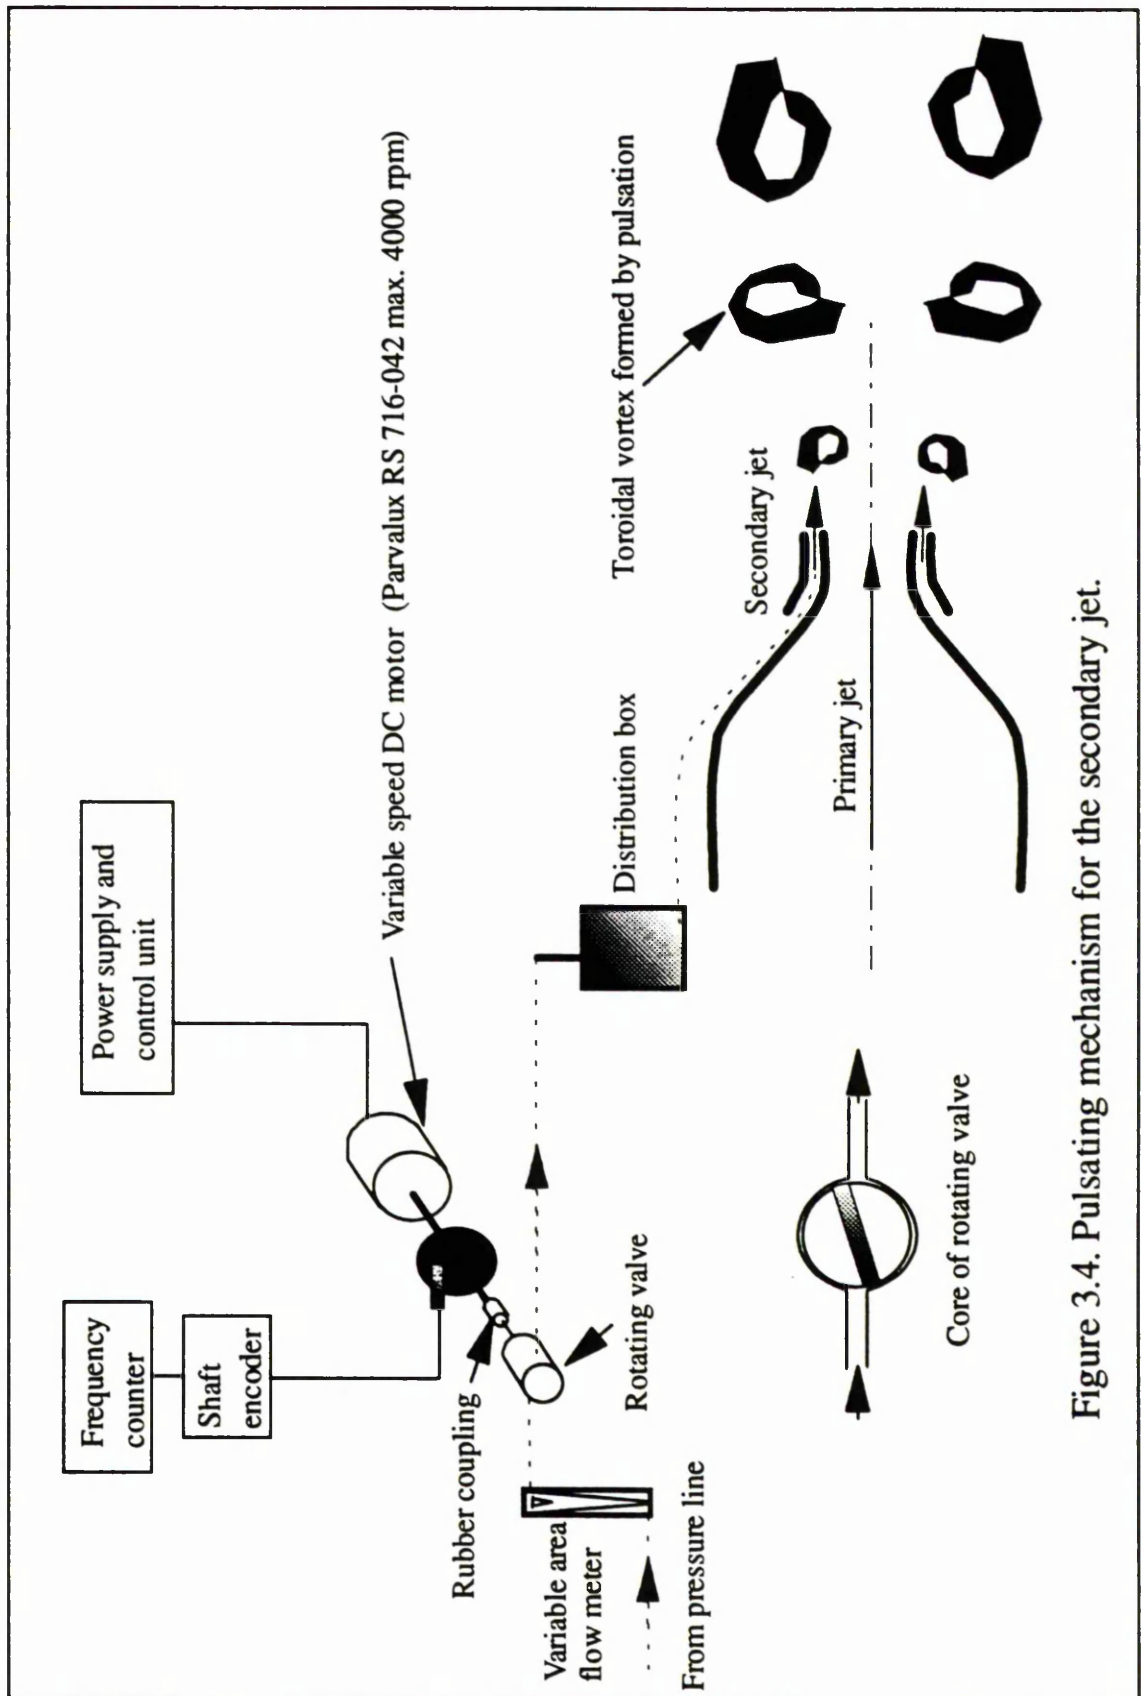 Frequency
counter
Shaft
encoder
Power supply and
control unit
Variable speed DC motor (Parvalux RS 716-042 max. 4000 rpm)
Rubber coupling
Rotating valve
Variable area
flow meter
From pressure line
Distribution box
Toroidal vortex formed by pulsation
Secondary jet
Primary jet
Core of rotating valve
Figure 3.4. Pulsating mechanism for the secondary jet.